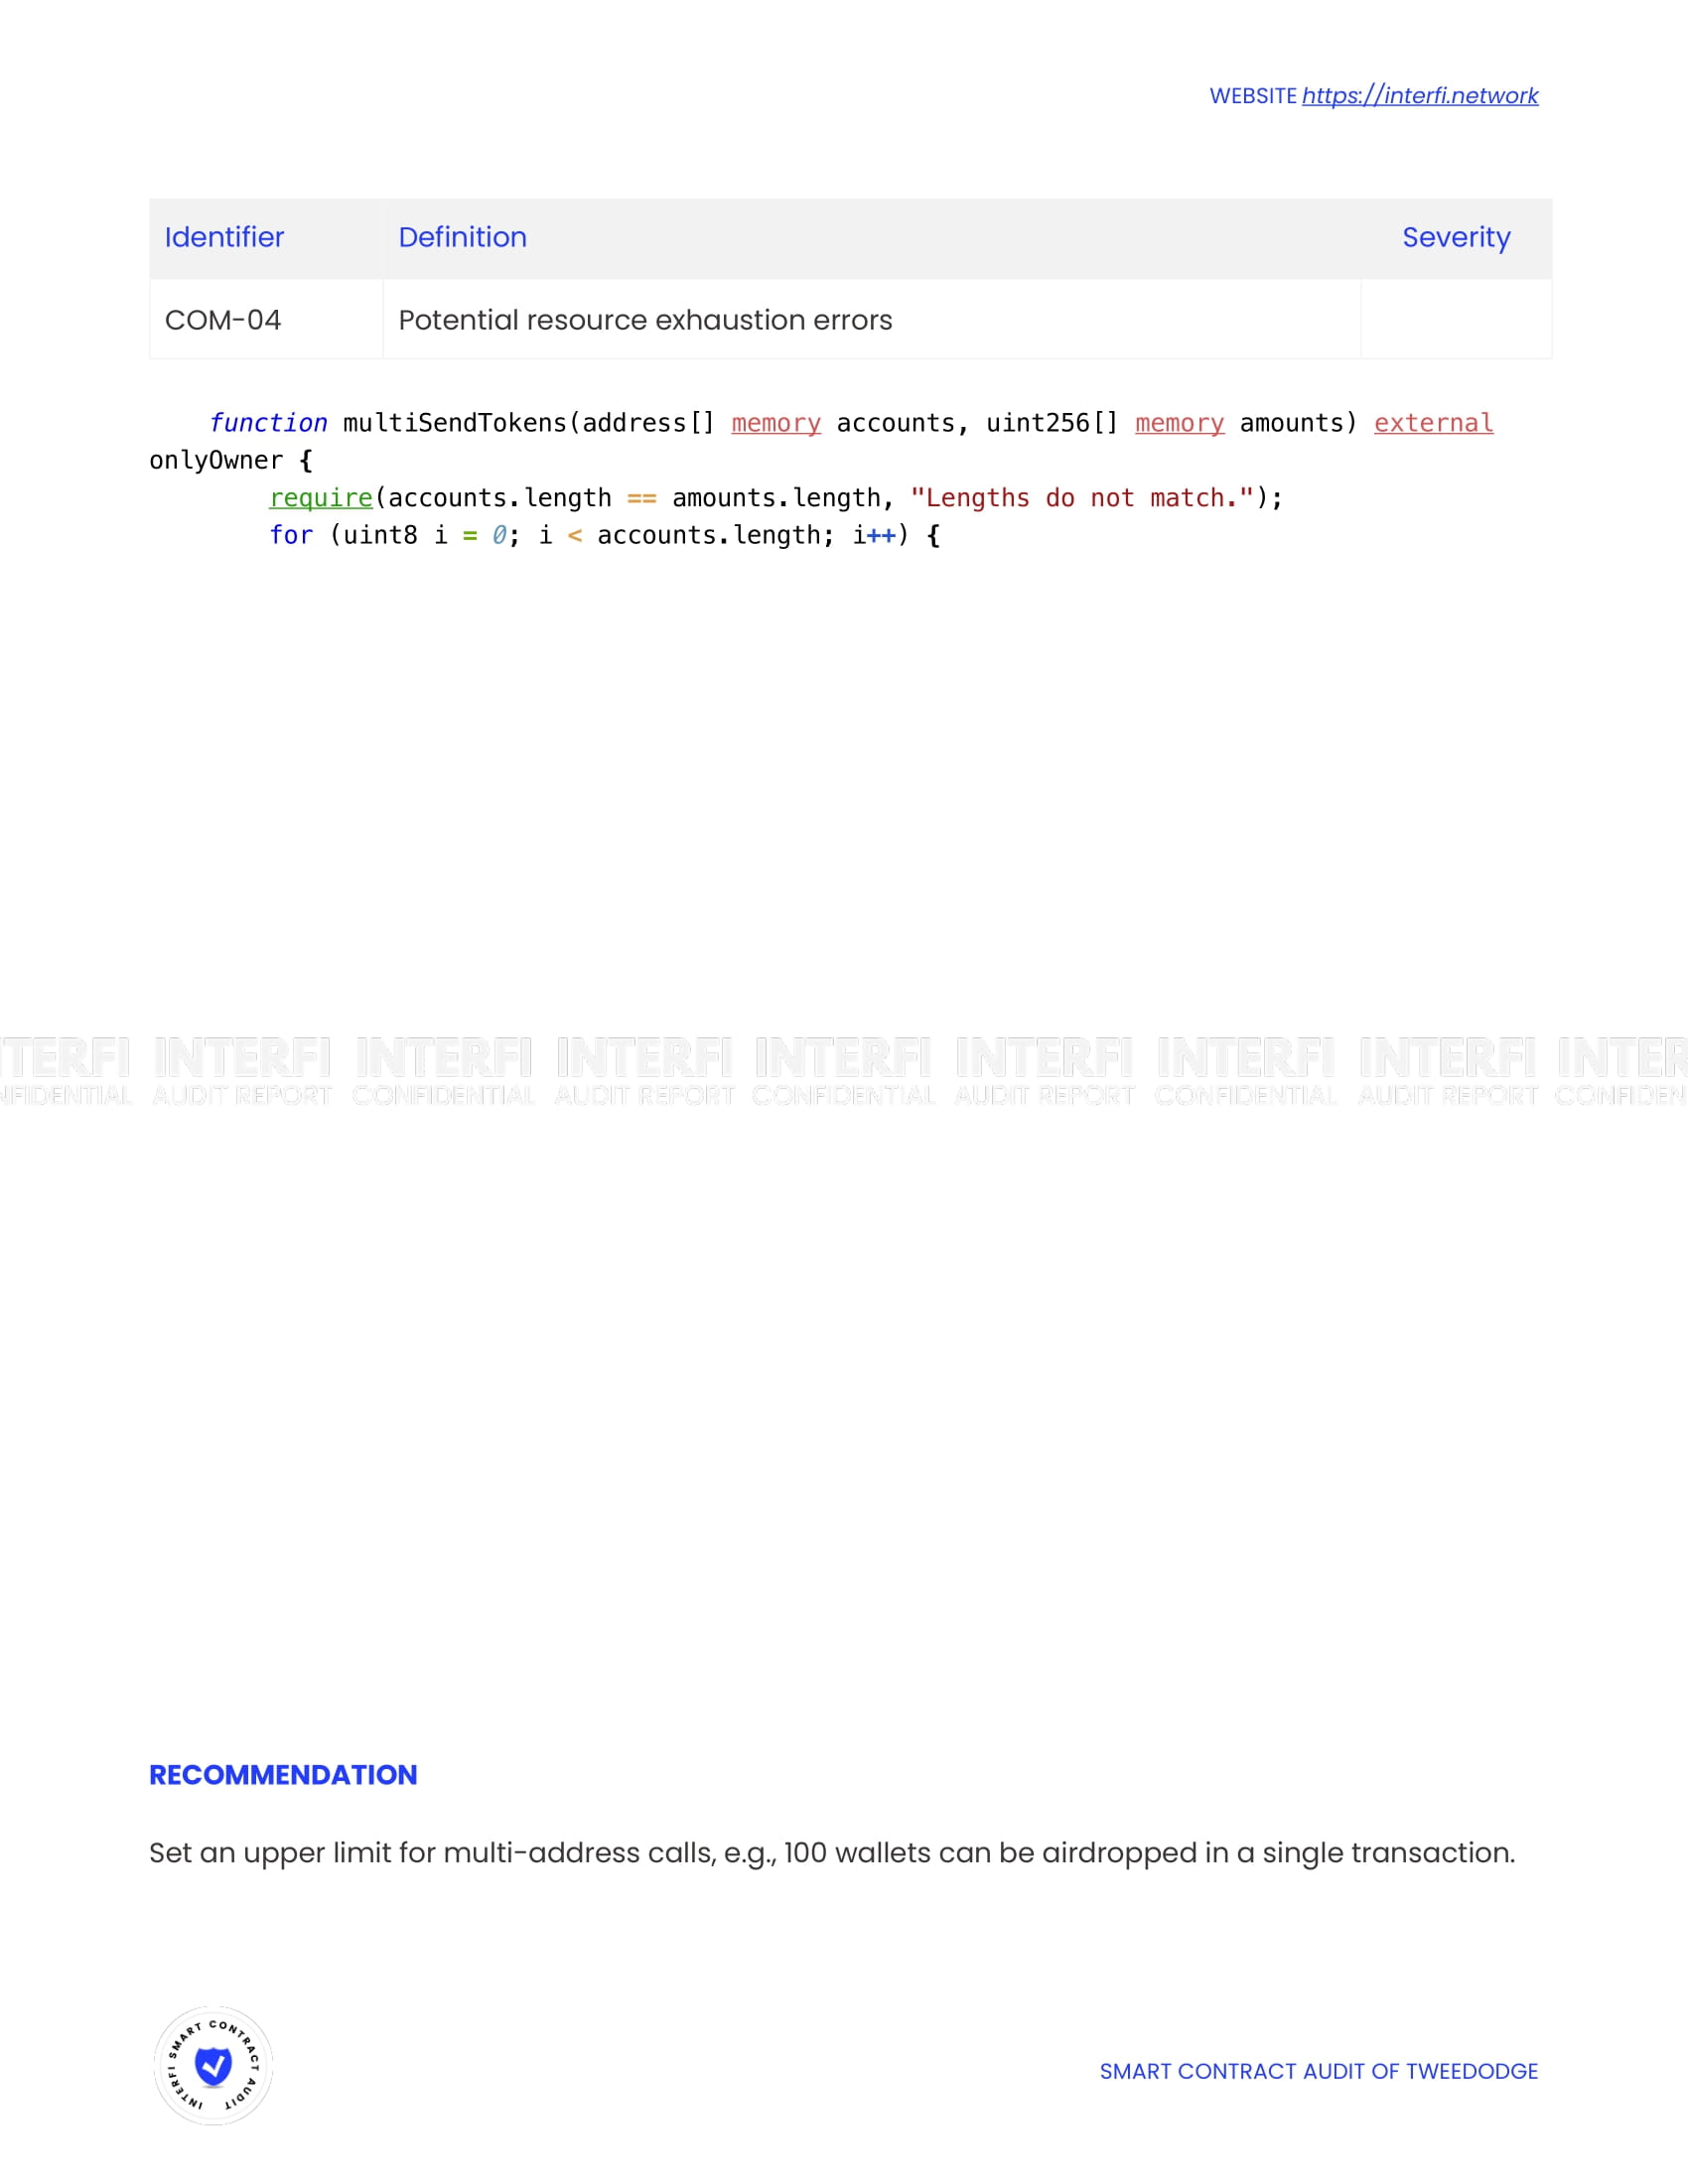 WEBSITE https://interfi.network
Identifier Definition Severity
COM-04 Potential resource exhaustion errors
function multiSendTokens(address[] memory accounts, uint256[] memory amounts) external
onlyOwner {
require(accounts.length == amounts.length, "Lengths do not match.");
for (uint8 i = 0; i < accounts.length; i++) {
TERFI INTERFI INTERFI INTERFI INTERFI INTERFI INTERFI INTERFI INTER
NFIDENTIAL AUDIT REPORT CONFIDENTIAL AUDIT REPORT CONFIDENTIAL AUDIT REPORT CONFIDENTIAL AUDIT REPORT CONFIDEN
RECOMMENDATION
Set an upper limit for multi-address calls, e.g., 100 wallets can be airdropped in a single transaction.
INTERFI SMART CONTRACT AUDIT
SMART CONTRACT AUDIT OF TWEEDODGE